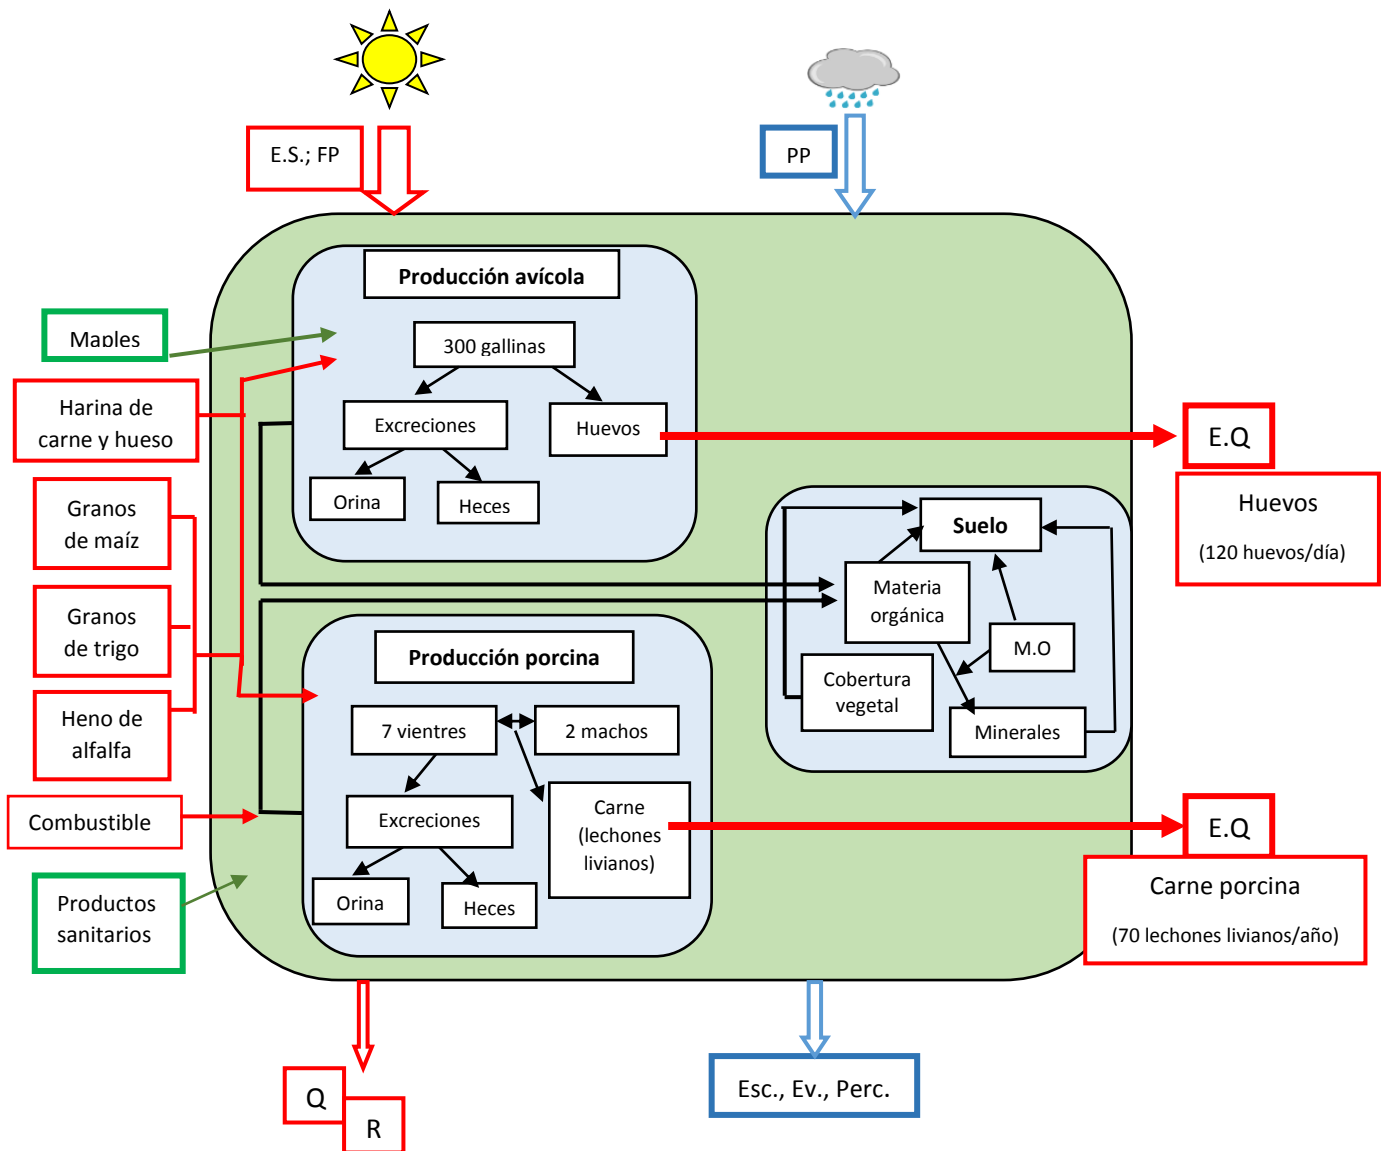 E.S.; FP
PP
Producción avícola
Maples
300 gallinas
Harina de
carne y hueso
Excreciones
Huevos
E.Q
Orina
Heces
Huevos
(120 huevos/día)
Granos
de maíz
Suelo
Materia
orgánica
Granos
de trigo
M.O
Producción porcina
Cobertura
vegetal
Heno de
alfalfa
7 vientres
2 machos
Minerales
Combustible
Excreciones
Carne
(lechones
livianos)
E.Q
Productos
sanitarios
Orina
Heces
Carne porcina
(70 lechones livianos/año)
Q
R
Esc., Ev., Perc.